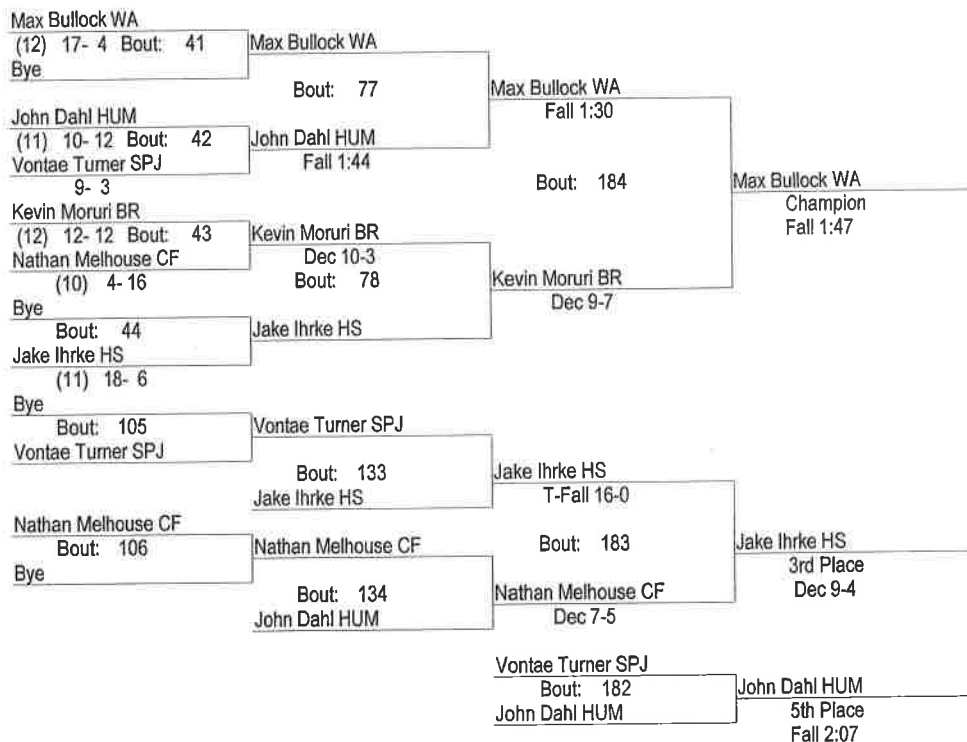 Max Bullock WA
(12) 17- 4 Bout: 41
Bye
Max Bullock WA
Bout: 77
John Dahl HUM
(11) 10- 12 Bout: 42
Vontae Turner SPJ
9- 3
John Dahl HUM
Fall 1:44
Max Bullock WA
Fall 1:30
Bout: 184
Kevin Moruri BR
(12) 12- 12 Bout: 43
Nathan Melhouse CF
(10) 4- 16
Kevin Moruri BR
Dec 10-3
Bout: 78
Bye
Bout: 44
Jake Ihrke HS
(11) 18- 6
Jake Ihrke HS
Kevin Moruri BR
Dec 9-7
Max Bullock WA
Champion
Fall 1:47
Bye
Bout: 105
Vontae Turner SPJ
Vontae Turner SPJ
Bout: 133
Jake Ihrke HS
Jake Ihrke HS
T-Fall 16-0
Bout: 183
Nathan Melhouse CF
Bout: 106
Bye
Nathan Melhouse CF
Bout: 134
John Dahl HUM
Nathan Melhouse CF
Dec 7-5
Jake Ihrke HS
3rd Place
Dec 9-4
Vontae Turner SPJ
Bout: 182
John Dahl HUM
John Dahl HUM
5th Place
Fall 2:07